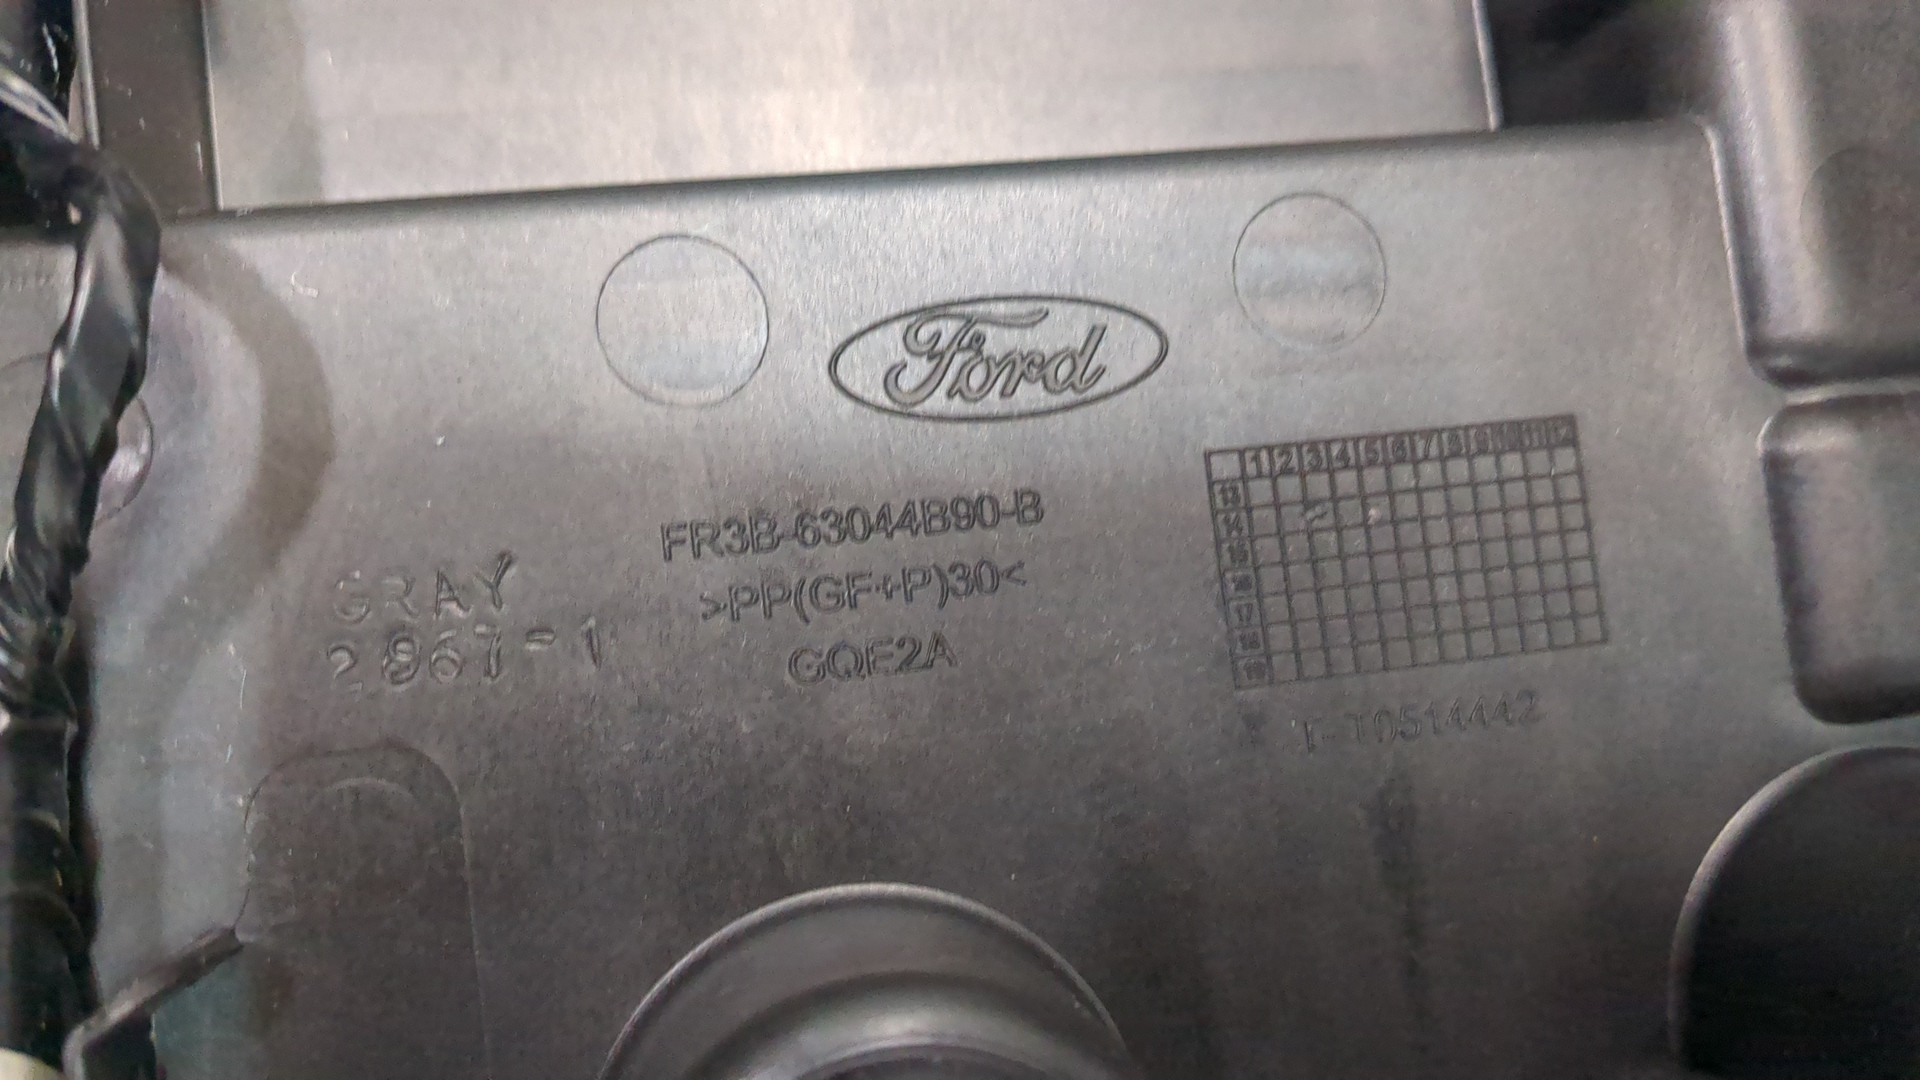 Ford
FR3B-63044B90-B
>PP(GF+P)30<
GQE2A
GRAY
2867-1
1 2 3 4 5 6 7 8 9 10 11 12
13
14
15
16
17
18
19
T-T0514442